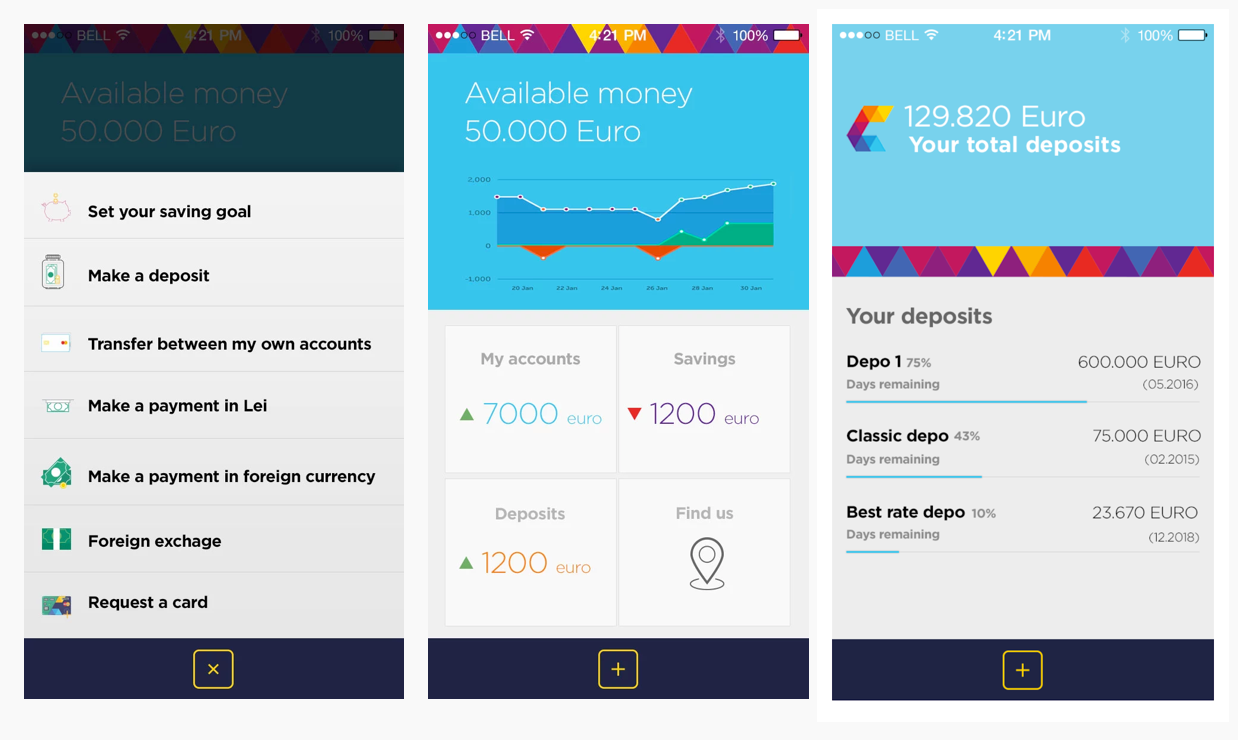 BELL 4:21 PM 100%
Available money
50.000 Euro
Set your saving goal
Make a deposit
Transfer between my own accounts
Make a payment in Lei
Make a payment in foreign currency
Foreign exchage
Request a card
BELL 4:21 PM 100%
Available money
50.000 Euro
2,000
1,000
0
-1,000
20 Jan 22 Jan 24 Jan 26 Jan 28 Jan 30 Jan
My accounts
7000 euro
Savings
1200 euro
Deposits
1200 euro
Find us
BELL 4:21 PM 100%
129.820 Euro
Your total deposits
Your deposits
Depo 1 75% 600.000 EURO
Days remaining (05.2016)
Classic depo 43% 75.000 EURO
Days remaining (02.2015)
Best rate depo 10% 23.670 EURO
Days remaining (12.2018)